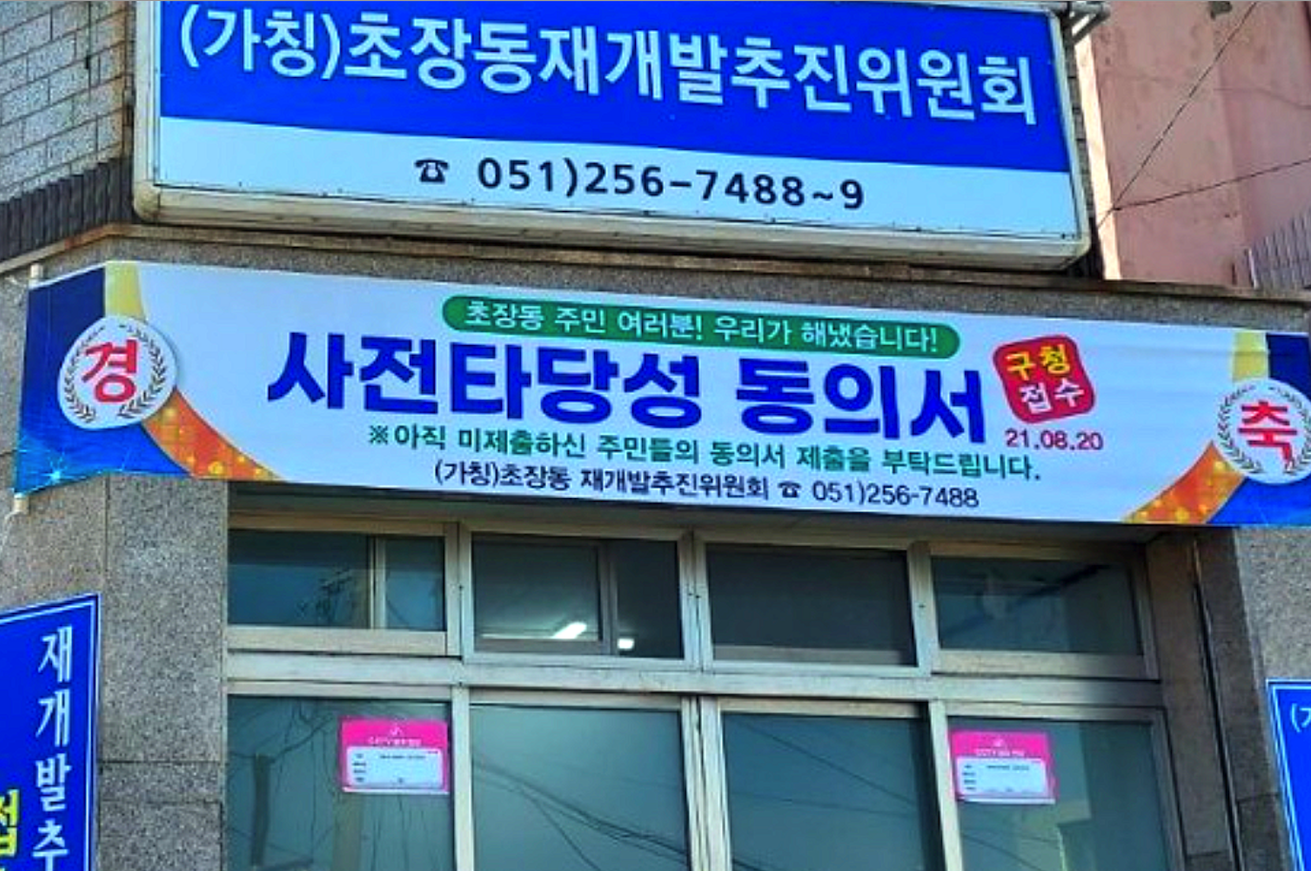 (가칭)초장동재개발추진위원회
☎ 051)256-7488~9
초장동 주민 여러분! 우리가 해냈습니다!
경
사전타당성 동의서
구청
접수
21.08.20
축
※아직 미제출하신 주민들의 동의서 제출을 부탁드립니다.
(가칭)초장동 재개발추진위원회 ☎ 051)256-7488
재개발추
접
(가